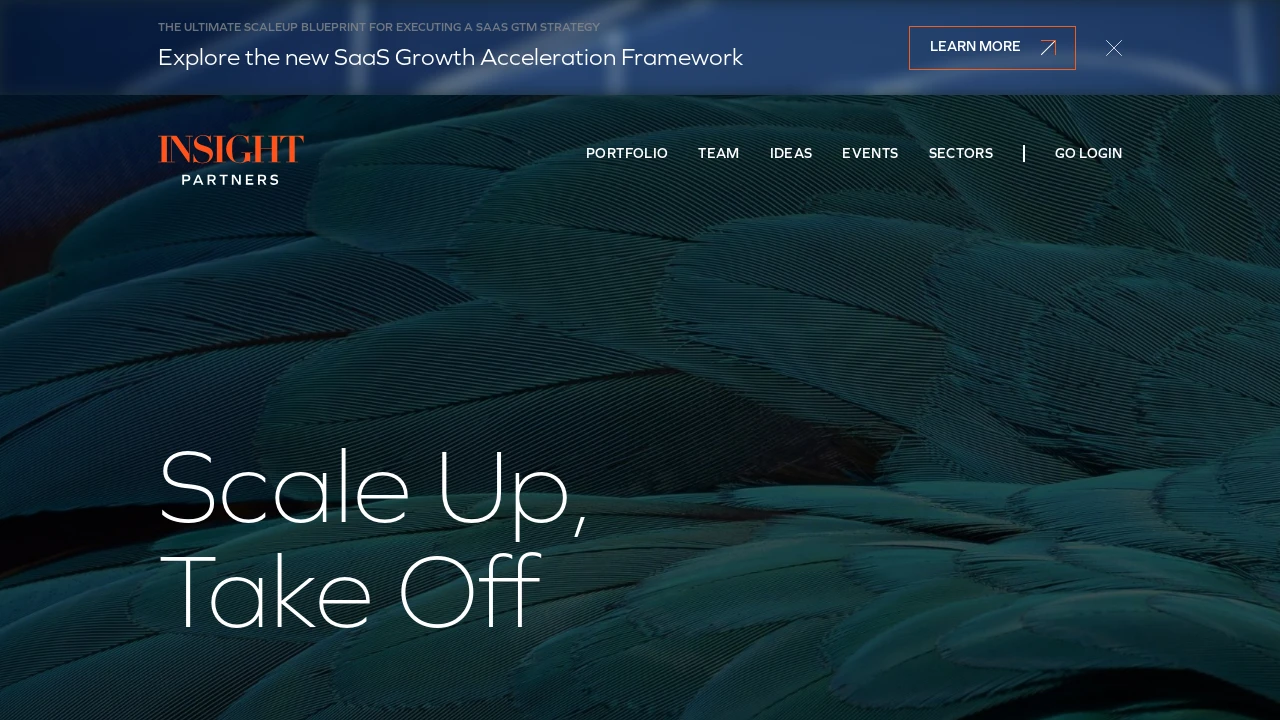 THE ULTIMATE SCALEUP BLUEPRINT FOR EXECUTING A SAAS GTM STRATEGY
Explore the new SaaS Growth Acceleration Framework
LEARN MORE
INSIGHT
PARTNERS
PORTFOLIO TEAM IDEAS EVENTS SECTORS GO LOGIN
Scale Up,
Take Off